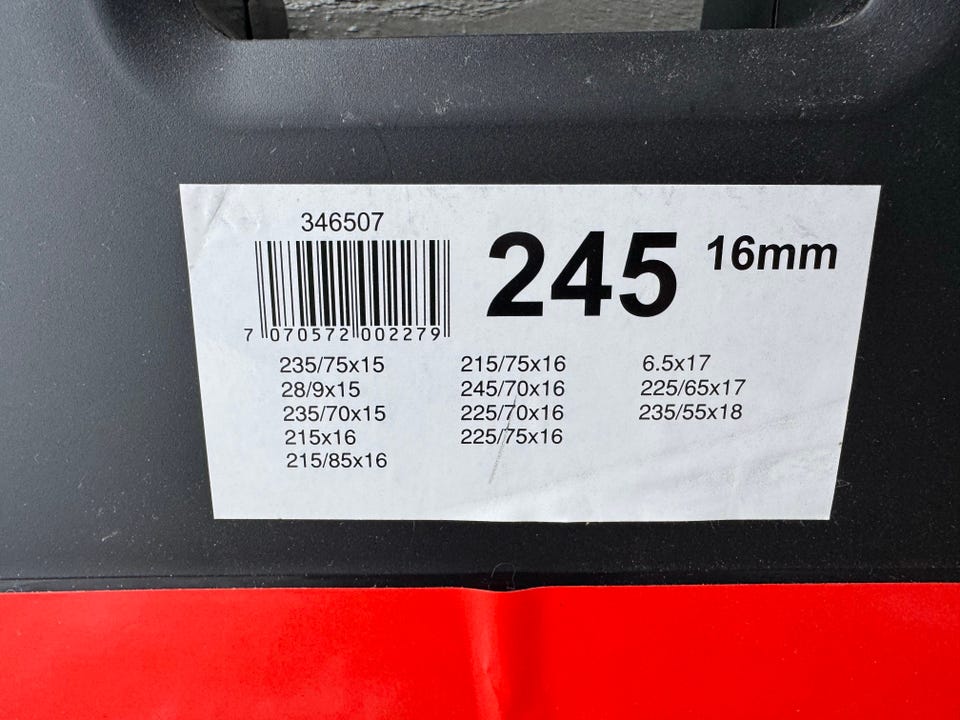 346507
245 16mm
7 070572 002279
235/75x15
28/9x15
235/70x15
215x16
215/85x16
215/75x16
245/70x16
225/70x16
225/75x16
6.5x17
225/65x17
235/55x18